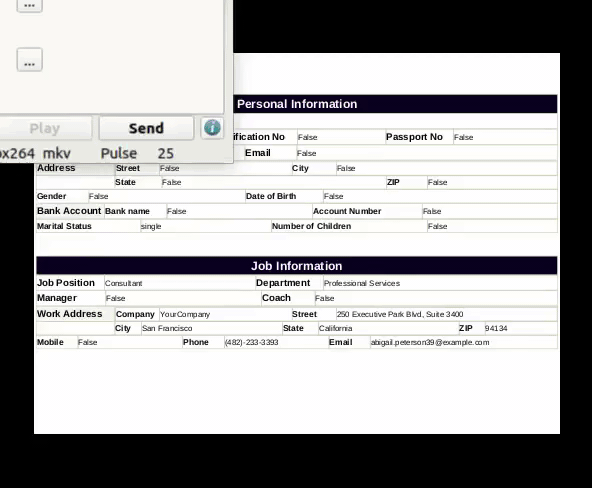 ...
...
Play Send
x264 mkv Pulse 25
Personal Information
ification No False Passport No False
Email False
Address Street False City False
State False ZIP False
Gender False Date of Birth False
Bank Account Bank name False Account Number False
Marital Status single Number of Children False
Job Information
Job Position Consultant Department Professional Services
Manager False Coach False
Work Address Company YourCompany Street 250 Executive Park Blvd, Suite 3400
City San Francisco State California ZIP 94134
Mobile False Phone (482)-233-3393 Email abigail.peterson39@example.com